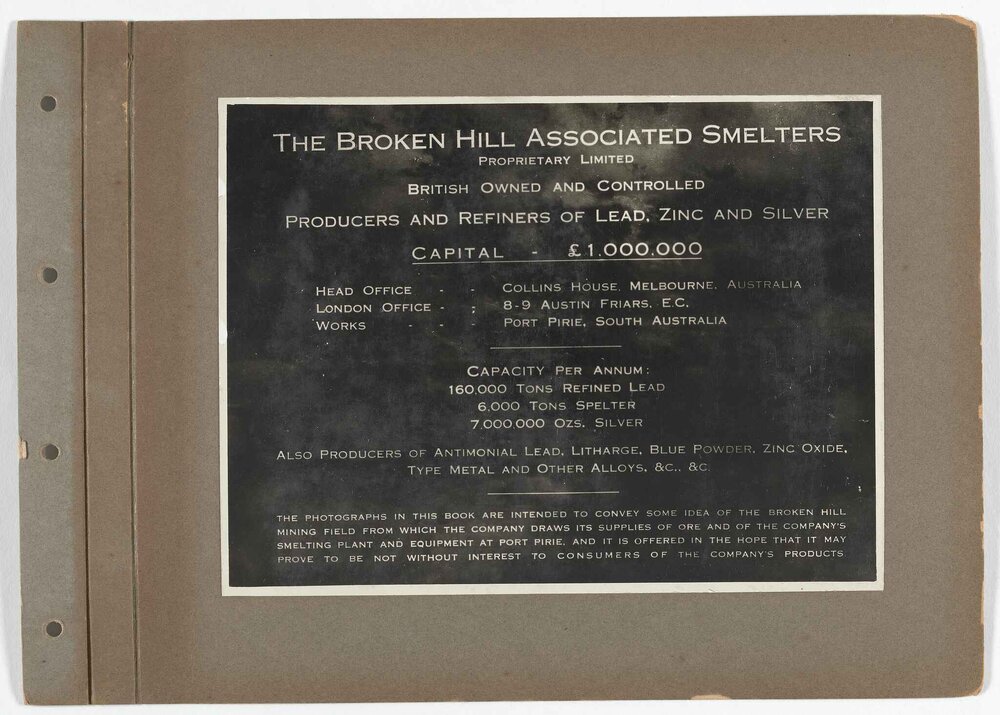 THE BROKEN HILL ASSOCIATED SMELTERS
PROPRIETARY LIMITED
BRITISH OWNED AND CONTROLLED
PRODUCERS AND REFINERS OF LEAD, ZINC AND SILVER
CAPITAL - £1.000.000
HEAD OFFICE - - COLLINS HOUSE, MELBOURNE, AUSTRALIA
LONDON OFFICE - - 8-9 AUSTIN FRIARS, E.C.
WORKS - - - PORT PIRIE, SOUTH AUSTRALIA
CAPACITY PER ANNUM:
160,000 TONS REFINED LEAD
6,000 TONS SPELTER
7,000,000 OZS. SILVER
ALSO PRODUCERS OF ANTIMONIAL LEAD, LITHARGE, BLUE POWDER, ZINC OXIDE,
TYPE METAL AND OTHER ALLOYS, &C., &C.
THE PHOTOGRAPHS IN THIS BOOK ARE INTENDED TO CONVEY SOME IDEA OF THE BROKEN HILL
MINING FIELD FROM WHICH THE COMPANY DRAWS ITS SUPPLIES OF ORE AND OF THE COMPANY'S
SMELTING PLANT AND EQUIPMENT AT PORT PIRIE, AND IT IS OFFERED IN THE HOPE THAT IT MAY
PROVE TO BE NOT WITHOUT INTEREST TO CONSUMERS OF THE COMPANY'S PRODUCTS